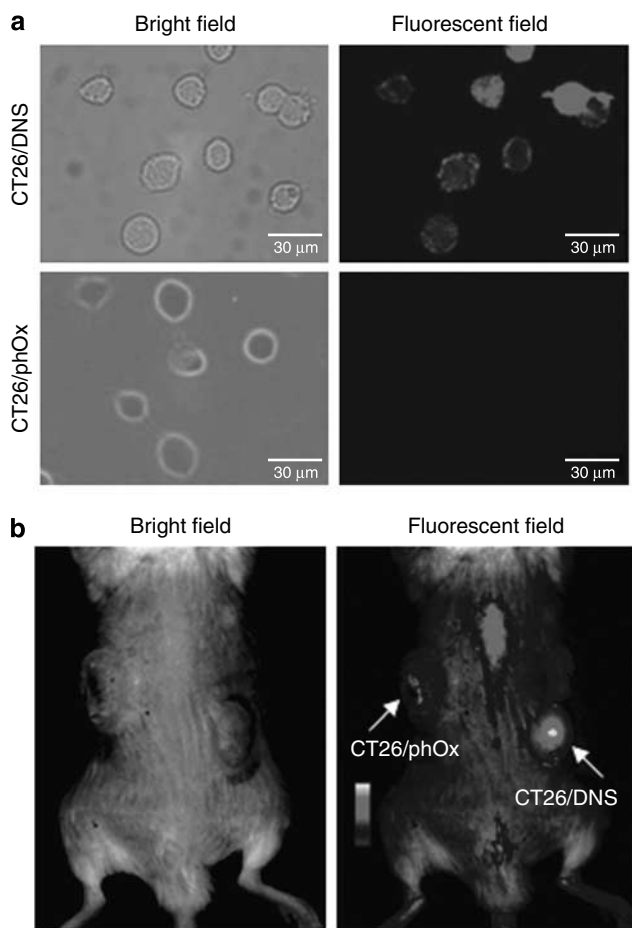 a
Bright field
Fluorescent field
CT26/DNS
30 µm
30 µm
CT26/phOx
30 µm
30 µm
b
Bright field
Fluorescent field
CT26/phOx
CT26/DNS